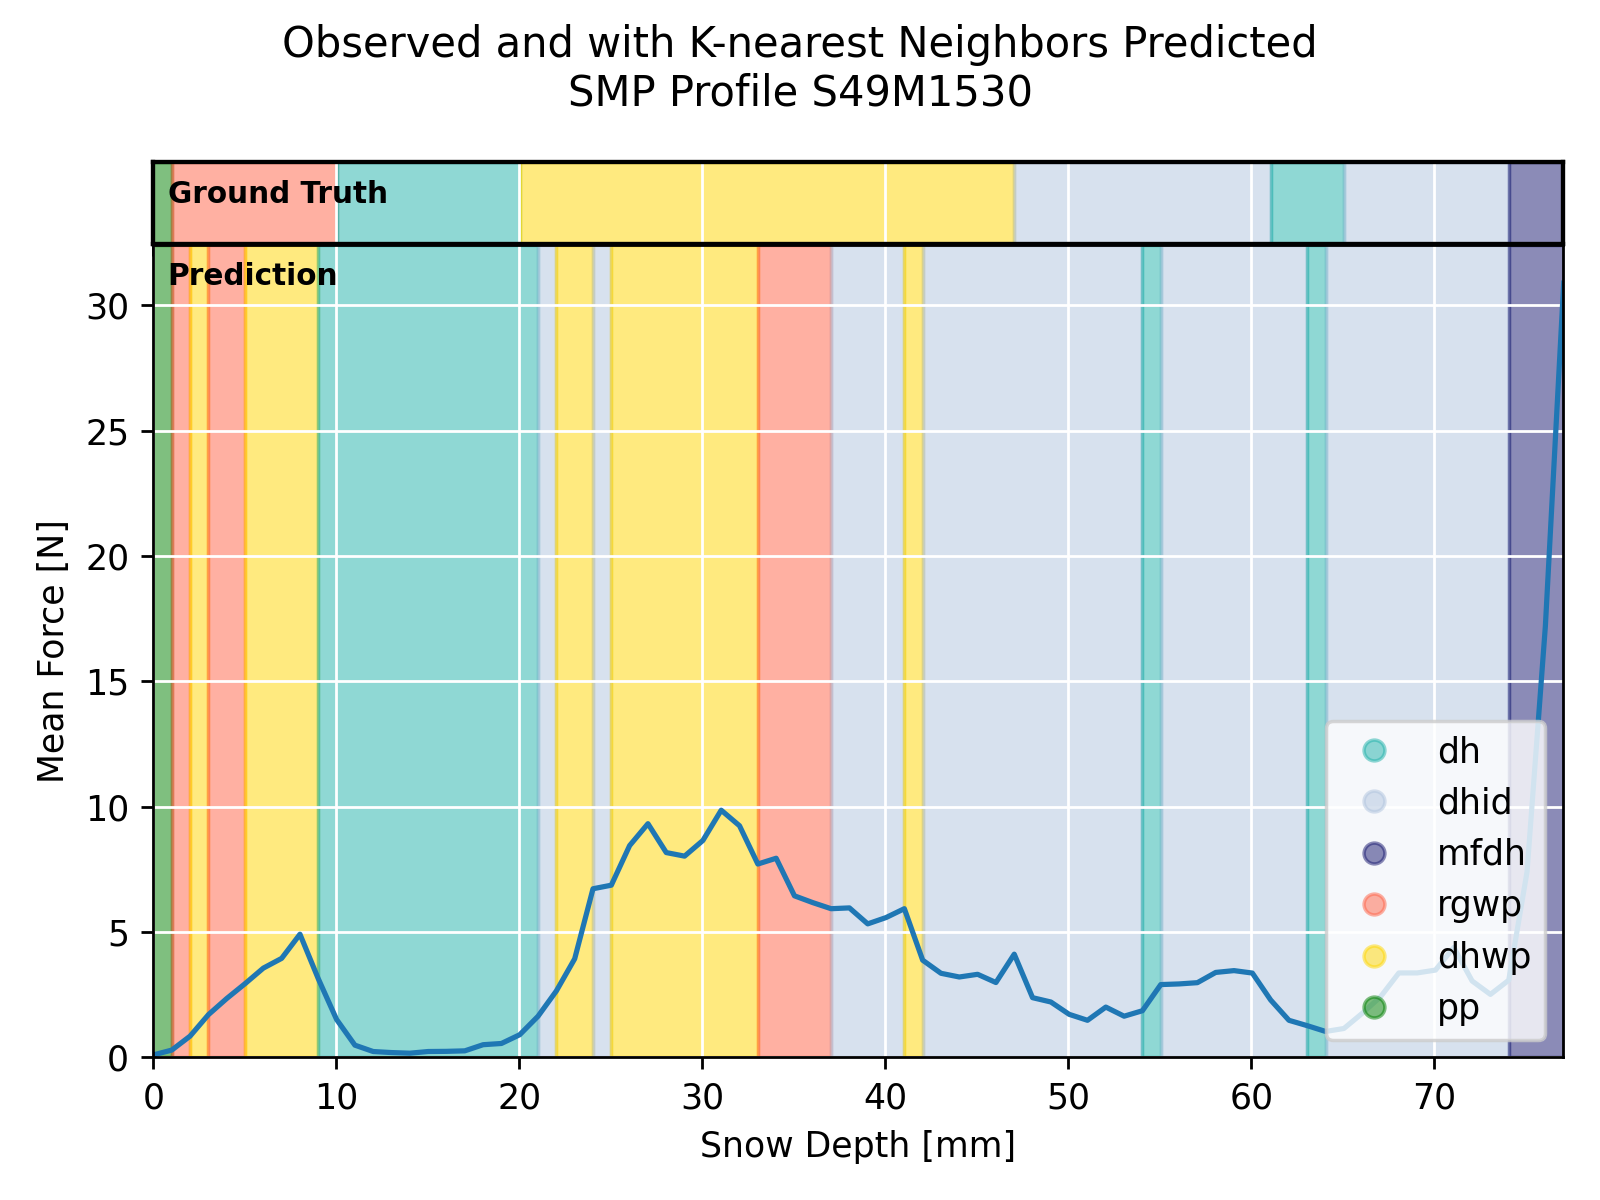 Observed and with K-nearest Neighbors Predicted
SMP Profile S49M1530
Ground Truth
Prediction
30
25
20
15
10
5
0
Mean Force [N]
dh
dhid
mfdh
rgwp
dhwp
pp
0 10 20 30 40 50 60 70
Snow Depth [mm]